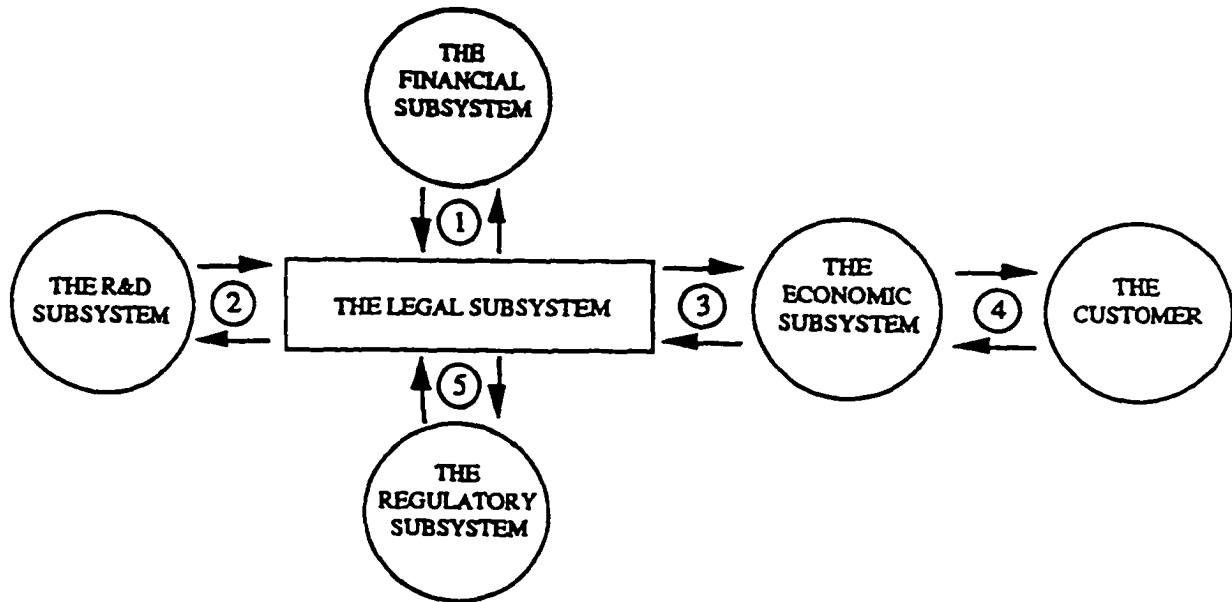 THE
FINANCIAL
SUBSYSTEM
1
THE R&D
SUBSYSTEM
2
THE LEGAL SUBSYSTEM
3
THE
ECONOMIC
SUBSYSTEM
4
THE
CUSTOMER
5
THE
REGULATORY
SUBSYSTEM